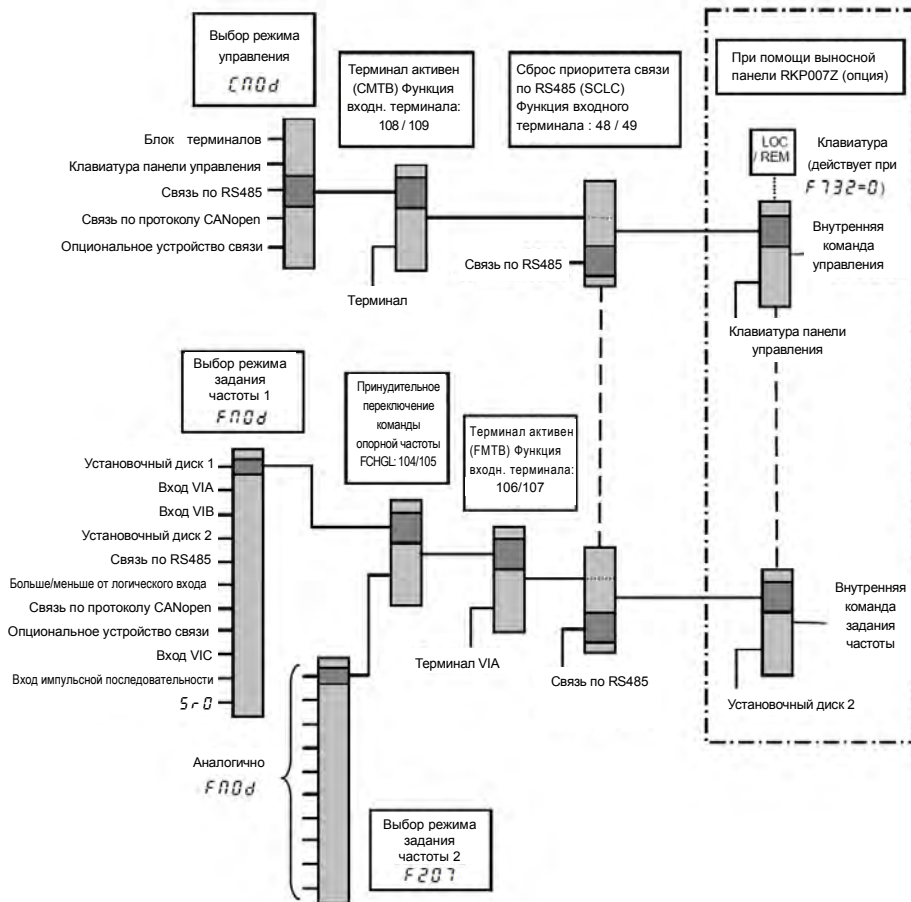 Выбор режима
управления
CMOd
Терминал активен
(CMTB) Функция
входн. терминала:
108 / 109
Сброс приоритета связи
по RS485 (SCLC)
Функция входного
терминала : 48 / 49
При помощи выносной
панели RKP007Z (опция)
LOC
/ REM
Клавиатура
(действует при
F732=0)
Блок терминалов
Клавиатура панели управления
Связь по RS485
Связь по протоколу CANopen
Опциональное устройство связи
Терминал
Связь по RS485
Внутренняя
команда
управления
Клавиатура панели
управления
Выбор режима
задания
частоты 1
FMOd
Принудительное
переключение
команды
опорной частоты
FCHGL: 104/105
Терминал активен
(FMTB) Функция
входн. терминала:
106/107
Установочный диск 1
Вход VIA
Вход VIB
Установочный диск 2
Связь по RS485
Больше/меньше от логического входа
Связь по протоколу CANopen
Опциональное устройство связи
Вход VIC
Вход импульсной последовательности
Sr0
Терминал VIA
Связь по RS485
Внутренняя
команда
задания
частоты
Установочный диск 2
Аналогично
FMOd
Выбор режима
задания
частоты 2
F207